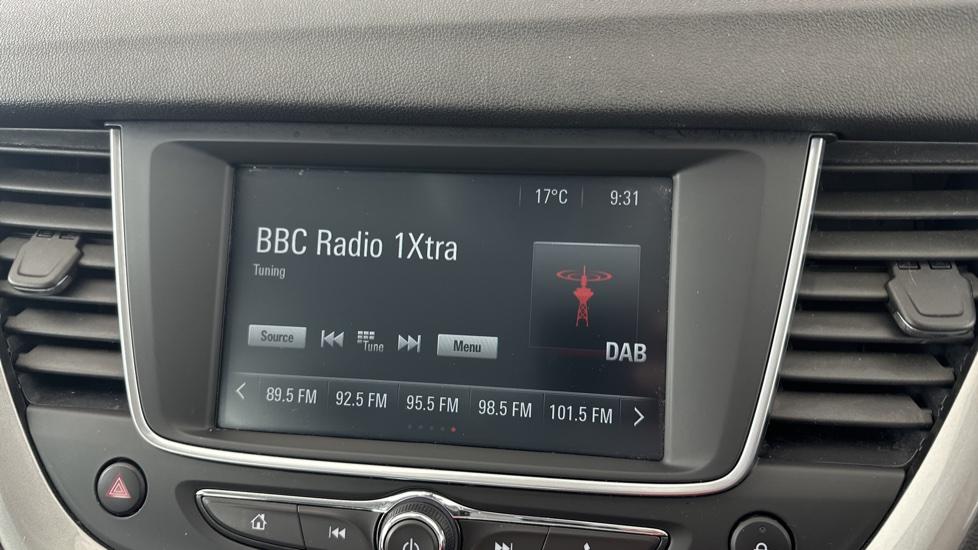 17°C 9:31
BBC Radio 1Xtra
Tuning
Source Tune Menu
DAB
89.5 FM 92.5 FM 95.5 FM 98.5 FM 101.5 FM